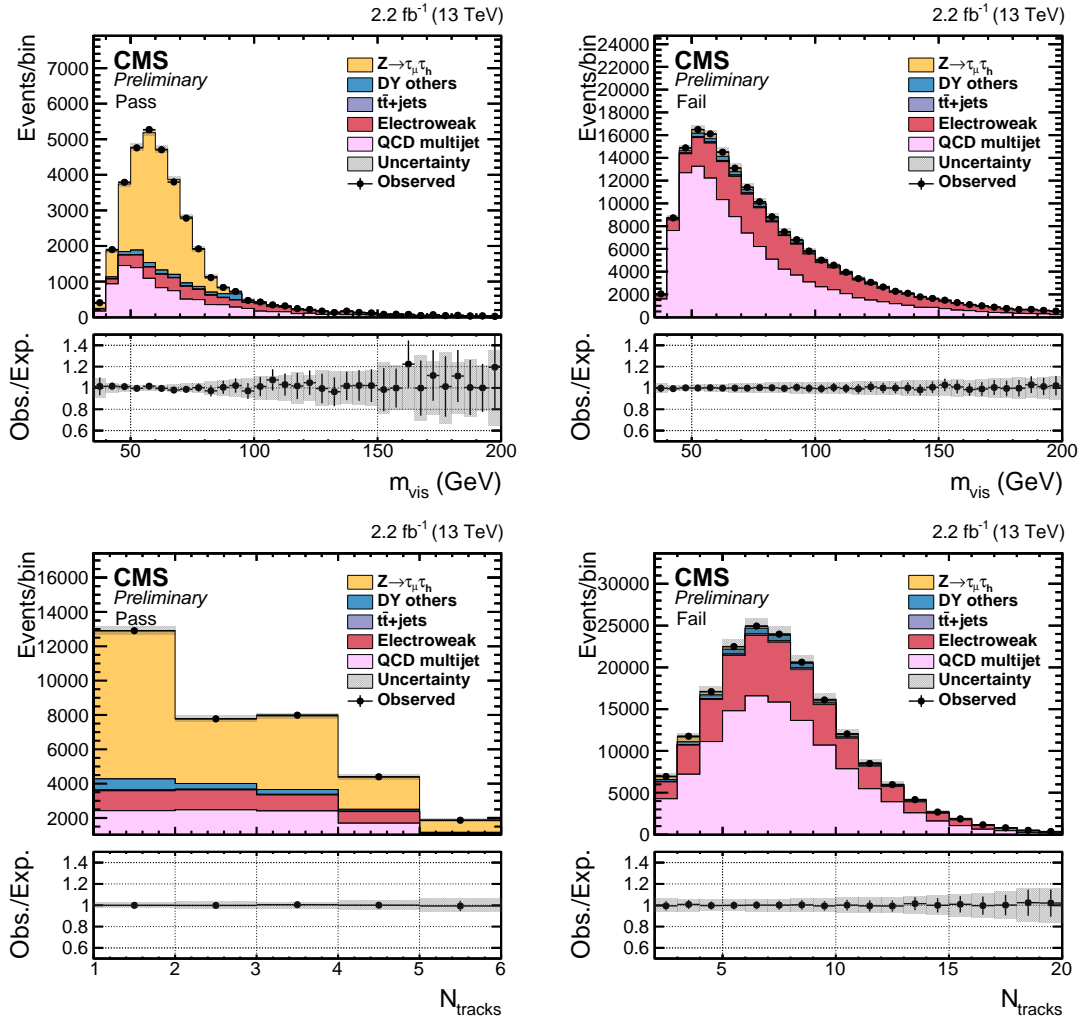 2.2 fb⁻¹ (13 TeV)
Events/bin
7000
6000
5000
4000
3000
2000
1000
0
CMS
Preliminary
Pass
Z→τμτh
DY others
tt̄+jets
Electroweak
QCD multijet
Uncertainty
Observed
Obs./Exp.
1.4
1.2
1
0.8
0.6
50 100 150 200
m_vis (GeV)
2.2 fb⁻¹ (13 TeV)
Events/bin
24000
22000
20000
18000
16000
14000
12000
10000
8000
6000
4000
2000
0
CMS
Preliminary
Fail
Z→τμτh
DY others
tt̄+jets
Electroweak
QCD multijet
Uncertainty
Observed
Obs./Exp.
1.4
1.2
1
0.8
0.6
50 100 150 200
m_vis (GeV)
2.2 fb⁻¹ (13 TeV)
Events/bin
16000
14000
12000
10000
8000
6000
4000
2000
CMS
Preliminary
Pass
Z→τμτh
DY others
tt̄+jets
Electroweak
QCD multijet
Uncertainty
Observed
Obs./Exp.
1.4
1.2
1
0.8
0.6
1 2 3 4 5 6
N_tracks
2.2 fb⁻¹ (13 TeV)
Events/bin
30000
25000
20000
15000
10000
5000
0
CMS
Preliminary
Fail
Z→τμτh
DY others
tt̄+jets
Electroweak
QCD multijet
Uncertainty
Observed
Obs./Exp.
1.4
1.2
1
0.8
0.6
5 10 15 20
N_tracks